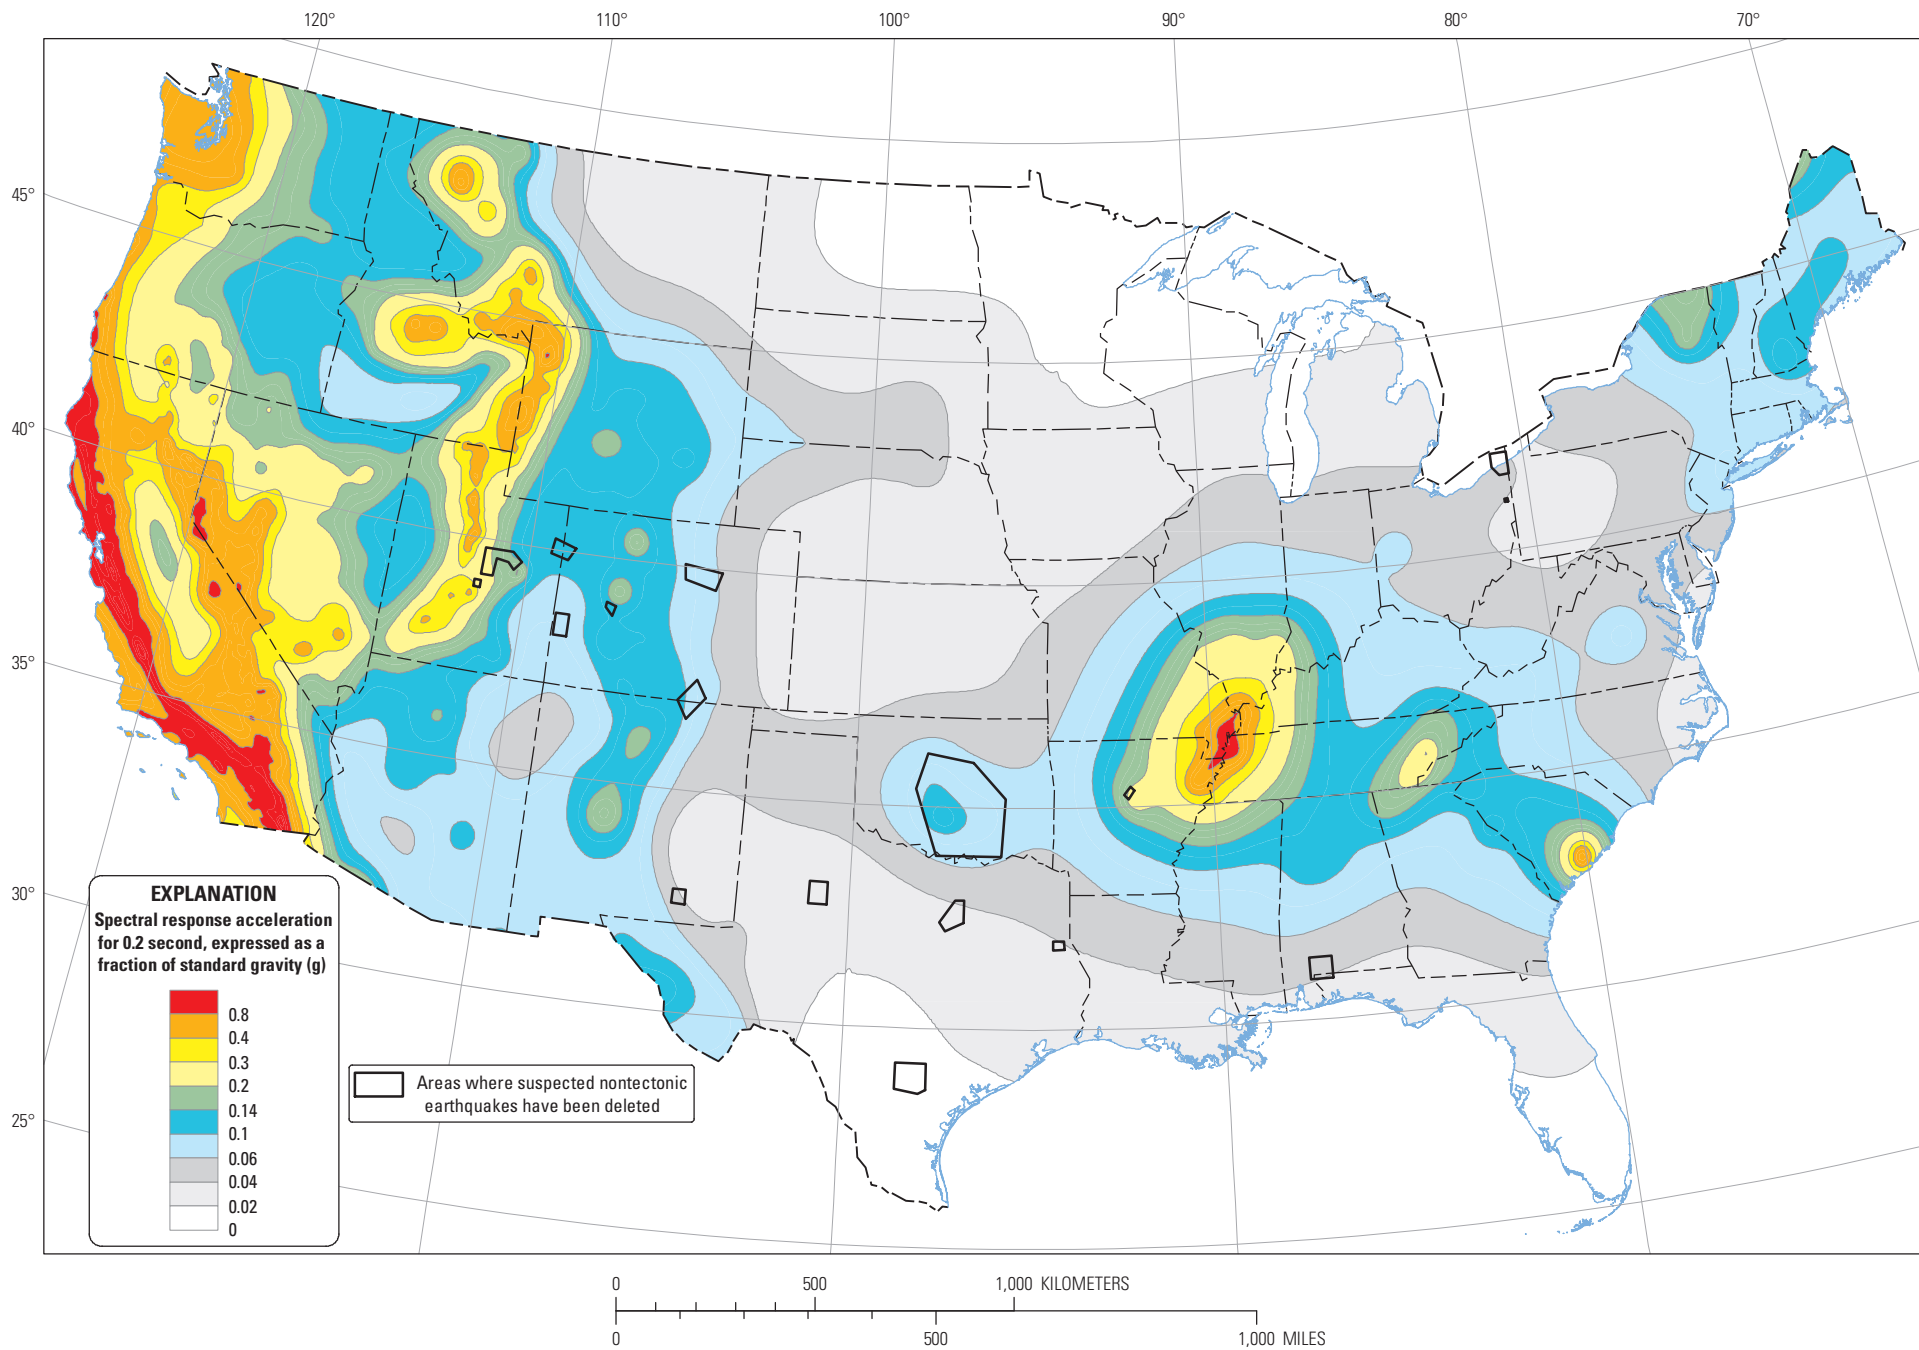 120°
110°
100°
90°
80°
70°
45°
40°
35°
30°
25°
EXPLANATION
Spectral response acceleration
for 0.2 second, expressed as a
fraction of standard gravity (g)
0.8
0.4
0.3
0.2
0.14
0.1
0.06
0.04
0.02
0
Areas where suspected nontectonic
earthquakes have been deleted
0 500 1,000 KILOMETERS
0 500 1,000 MILES